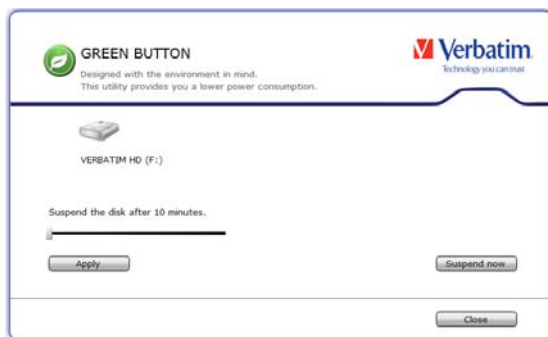 GREEN BUTTON
Designed with the environment in mind.
This utility provides you a lower power consumption.
Verbatim.
Technology you can trust
VERBATIM HD (F:)
Suspend the disk after 10 minutes.
Apply
Suspend now
Close